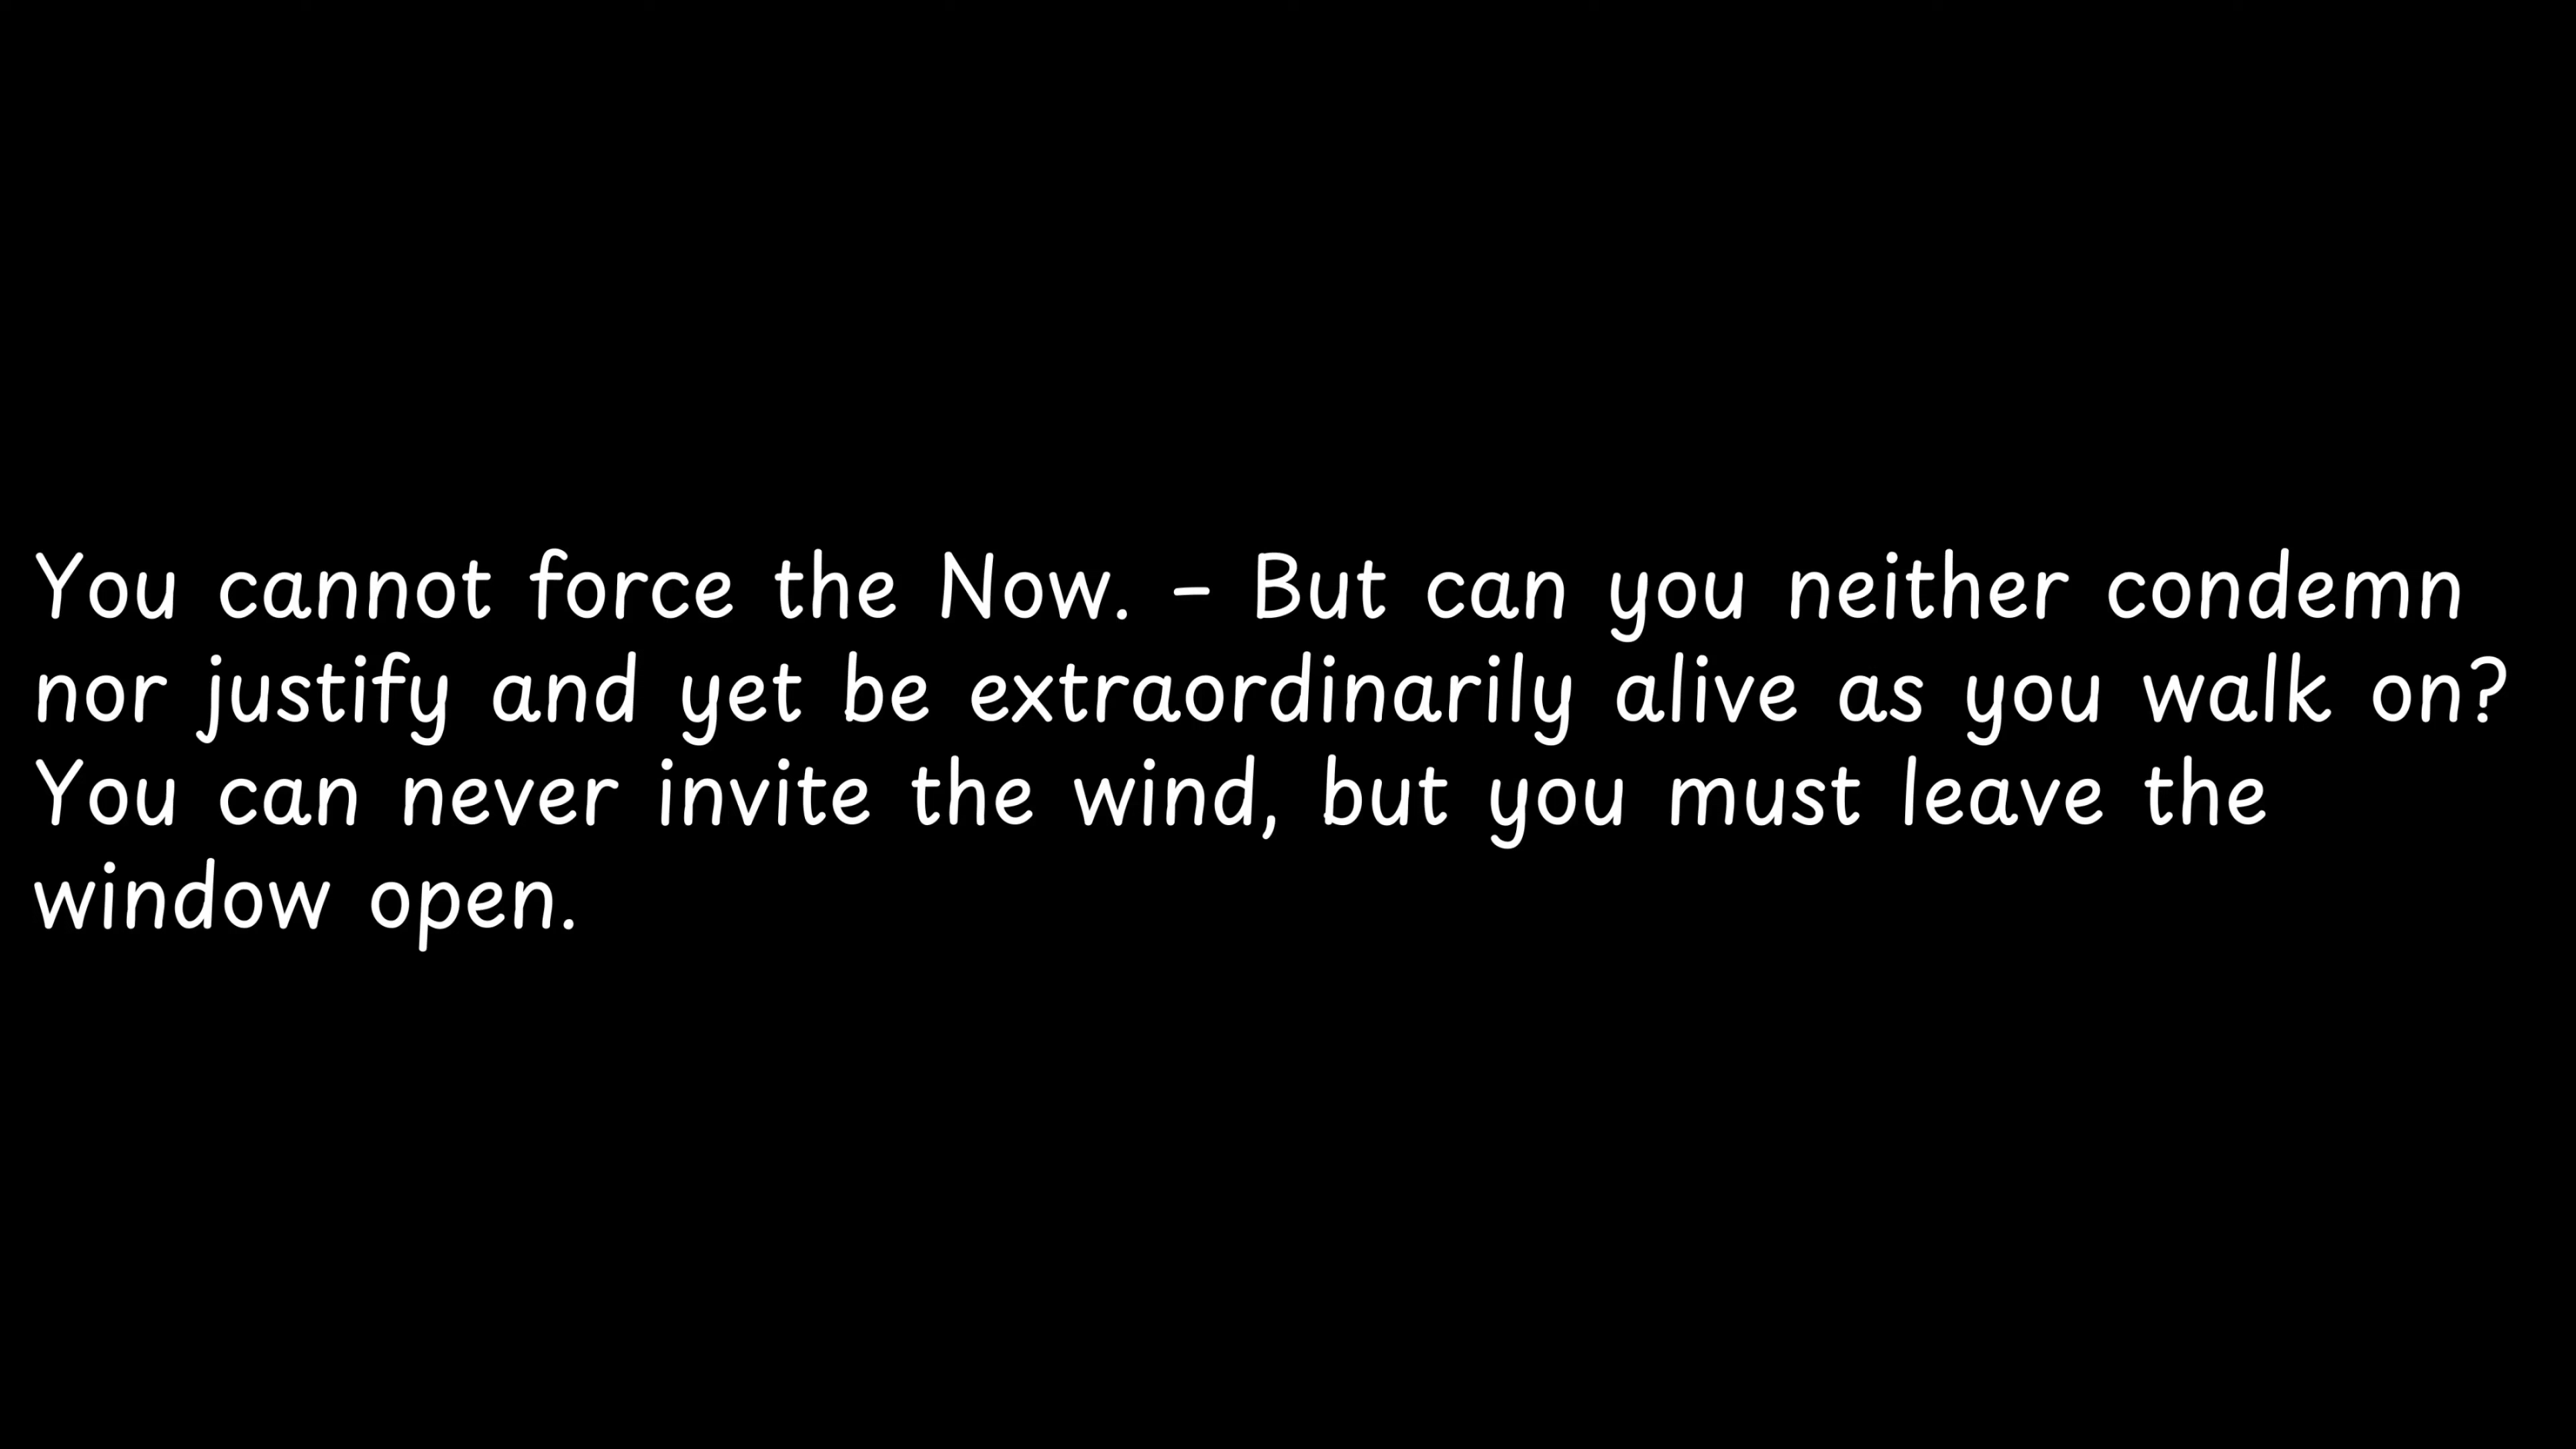 You cannot force the Now. – But can you neither condemn
nor justify and yet be extraordinarily alive as you walk on?
You can never invite the wind, but you must leave the
window open.